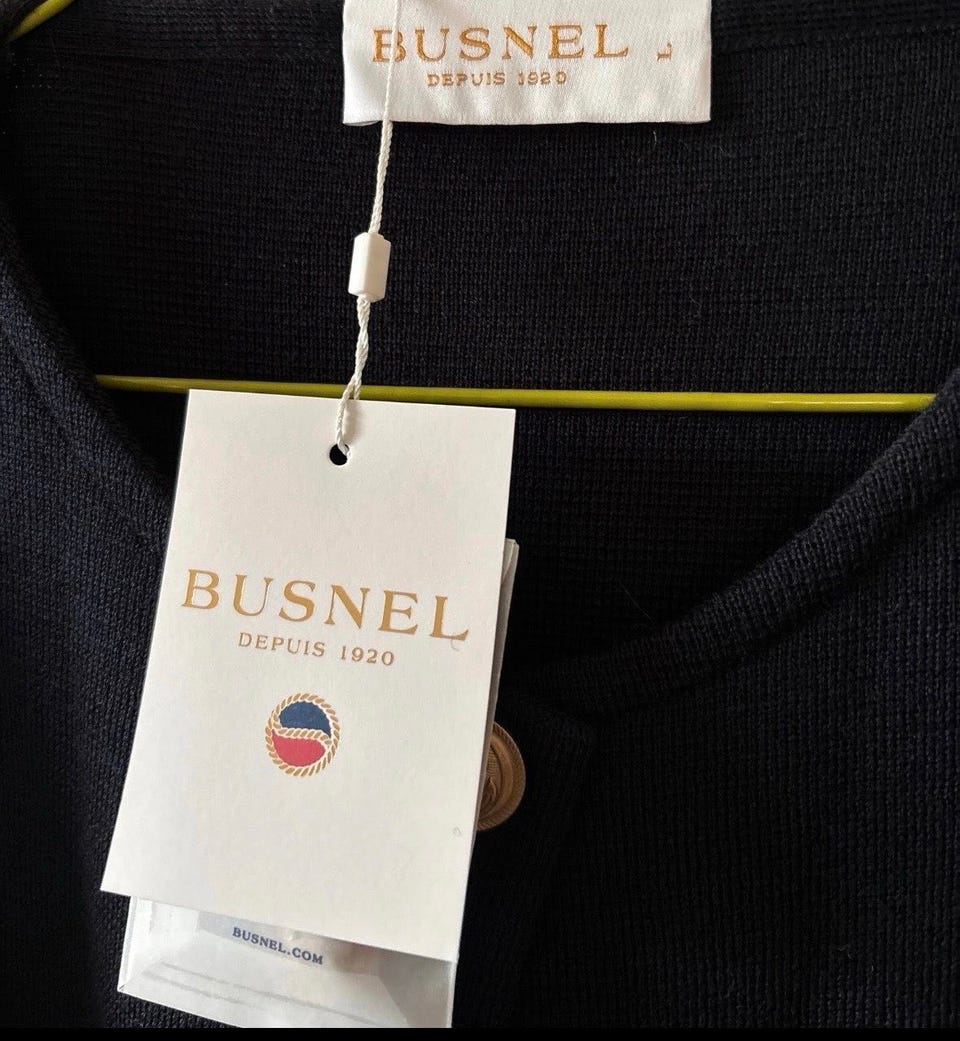 BUSNEL L
DEPUIS 1920
BUSNEL
DEPUIS 1920
BUSNEL.COM